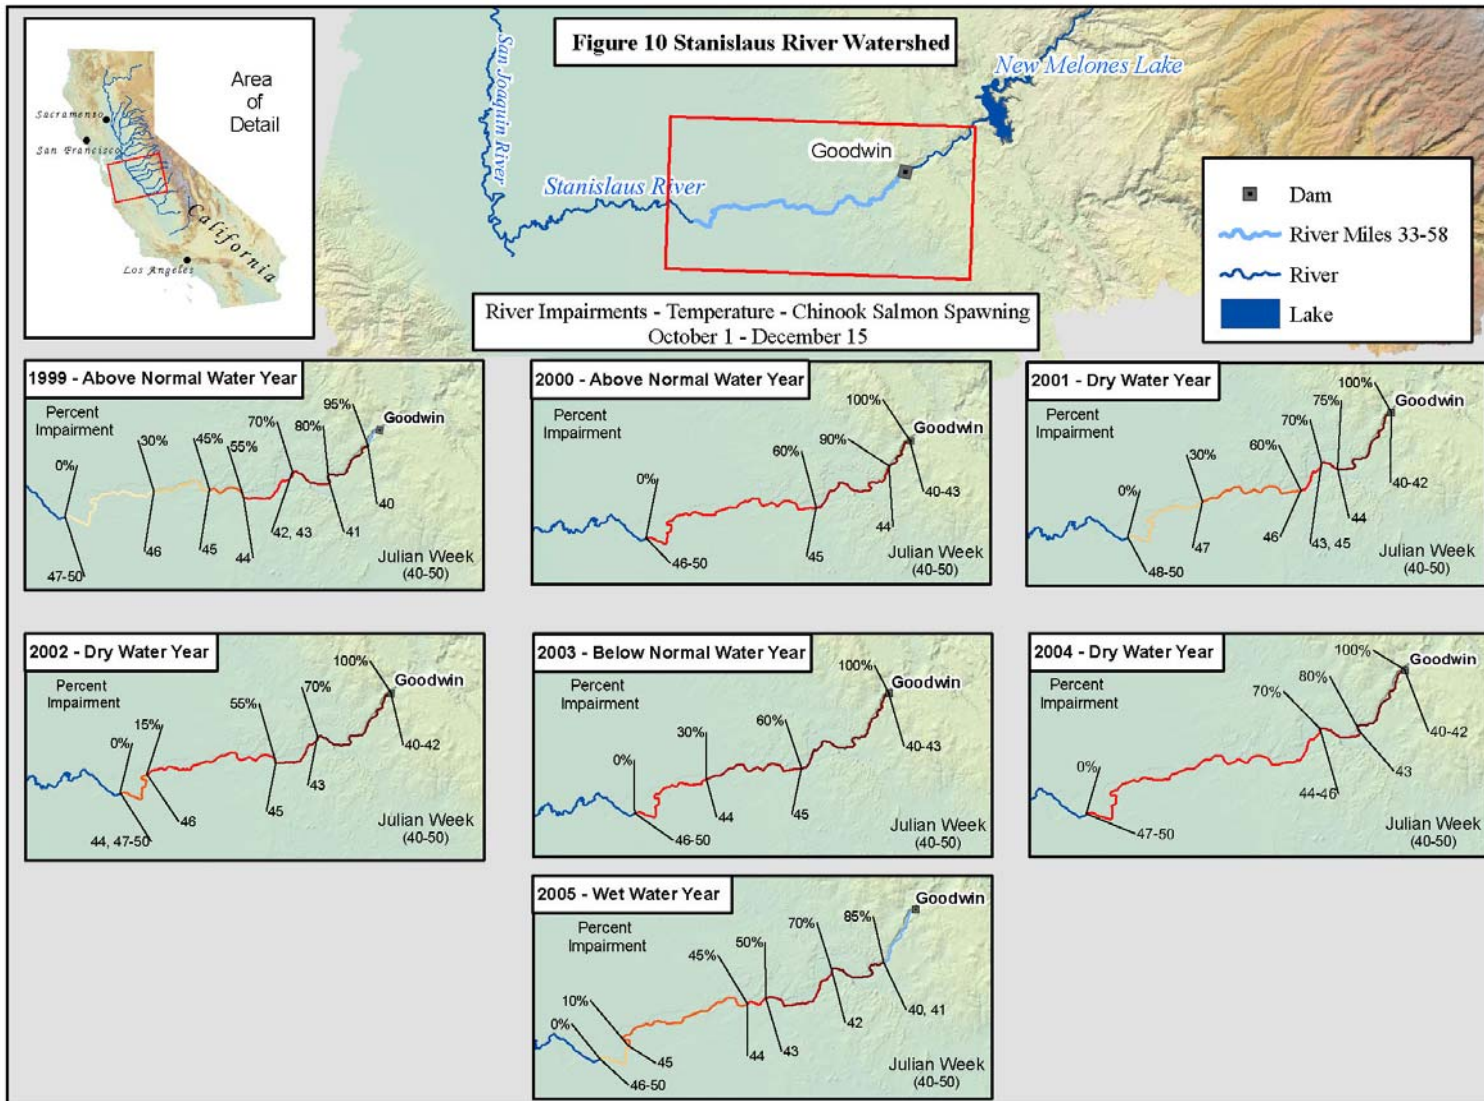 Figure 10 Stanislaus River Watershed
Area
of
Detail
Sacramento
San Francisco
California
Los Angeles
San Joaquin River
New Melones Lake
Goodwin
Stanislaus River
Dam
River Miles 33-58
River
Lake
River Impairments - Temperature - Chinook Salmon Spawning
October 1 - December 15
1999 - Above Normal Water Year
Percent
Impairment
0%
30%
45%
55%
70%
80%
95%
Goodwin
47-50
46
45
44
42, 43
41
40
Julian Week
(40-50)
2000 - Above Normal Water Year
Percent
Impairment
0%
60%
90%
100%
Goodwin
46-50
45
44
40-43
Julian Week
(40-50)
2001 - Dry Water Year
Percent
Impairment
0%
30%
60%
70%
75%
100%
Goodwin
48-50
47
46
43, 45
44
40-42
Julian Week
(40-50)
2002 - Dry Water Year
Percent
Impairment
0%
15%
55%
70%
100%
Goodwin
44, 47-50
46
45
43
40-42
Julian Week
(40-50)
2003 - Below Normal Water Year
Percent
Impairment
0%
30%
60%
100%
Goodwin
46-50
44
45
40-43
Julian Week
(40-50)
2004 - Dry Water Year
Percent
Impairment
0%
70%
80%
100%
Goodwin
47-50
44-46
43
40-42
Julian Week
(40-50)
2005 - Wet Water Year
Percent
Impairment
0%
10%
45%
50%
70%
85%
Goodwin
46-50
45
44
43
42
40, 41
Julian Week
(40-50)